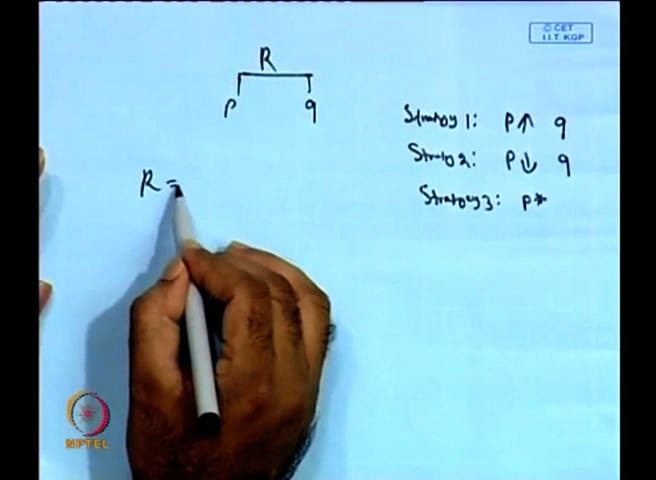 © CET
I.I.T. KGP
R
p q
Strategy 1: p↑ q
Strategy 2: p↓ q
Strategy 3: p*
R =
NPTEL